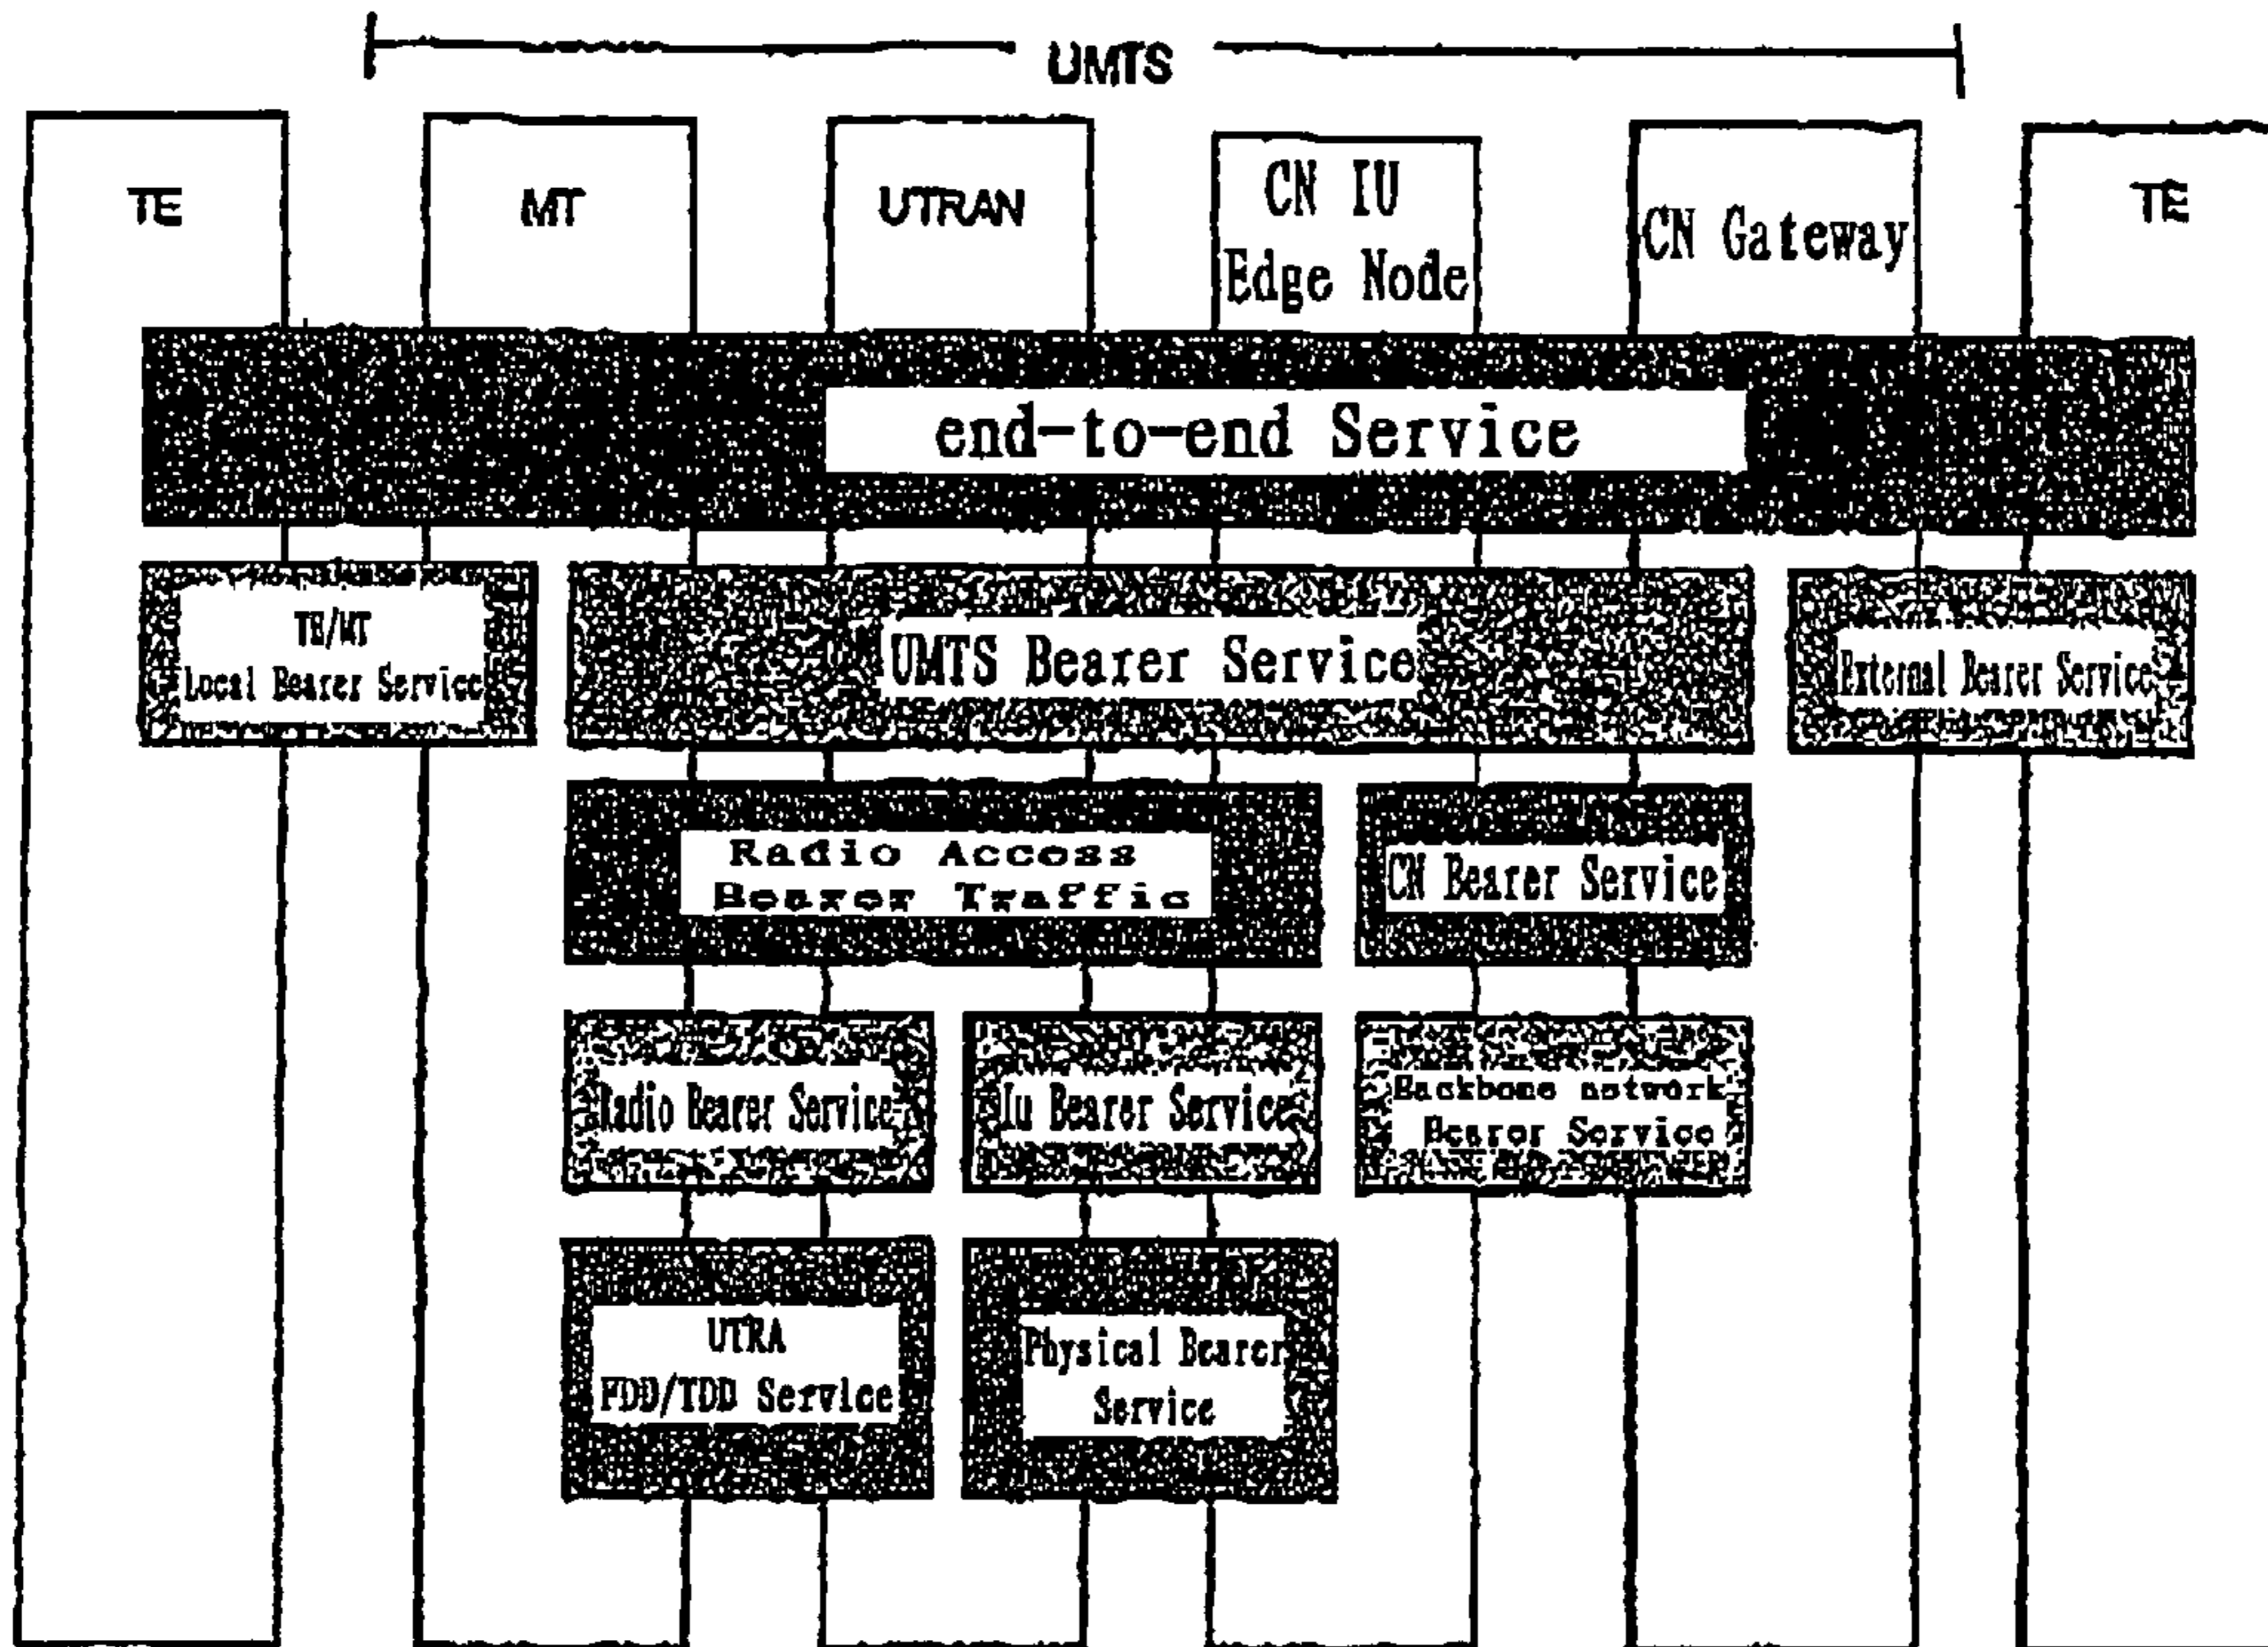 UMTS
TE
MT
UTRAN
CN IU
Edge Node
CN Gateway
TE
end-to-end Service
TE/MT
Local Bearer Service
UMTS Bearer Service
External Bearer Service
Radio Access
Bearer Traffic
CN Bearer Service
Radio Bearer Service
Iu Bearer Service
Backbone network
Bearer Service
UTRA
FDD/TDD Service
Physical Bearer
Service